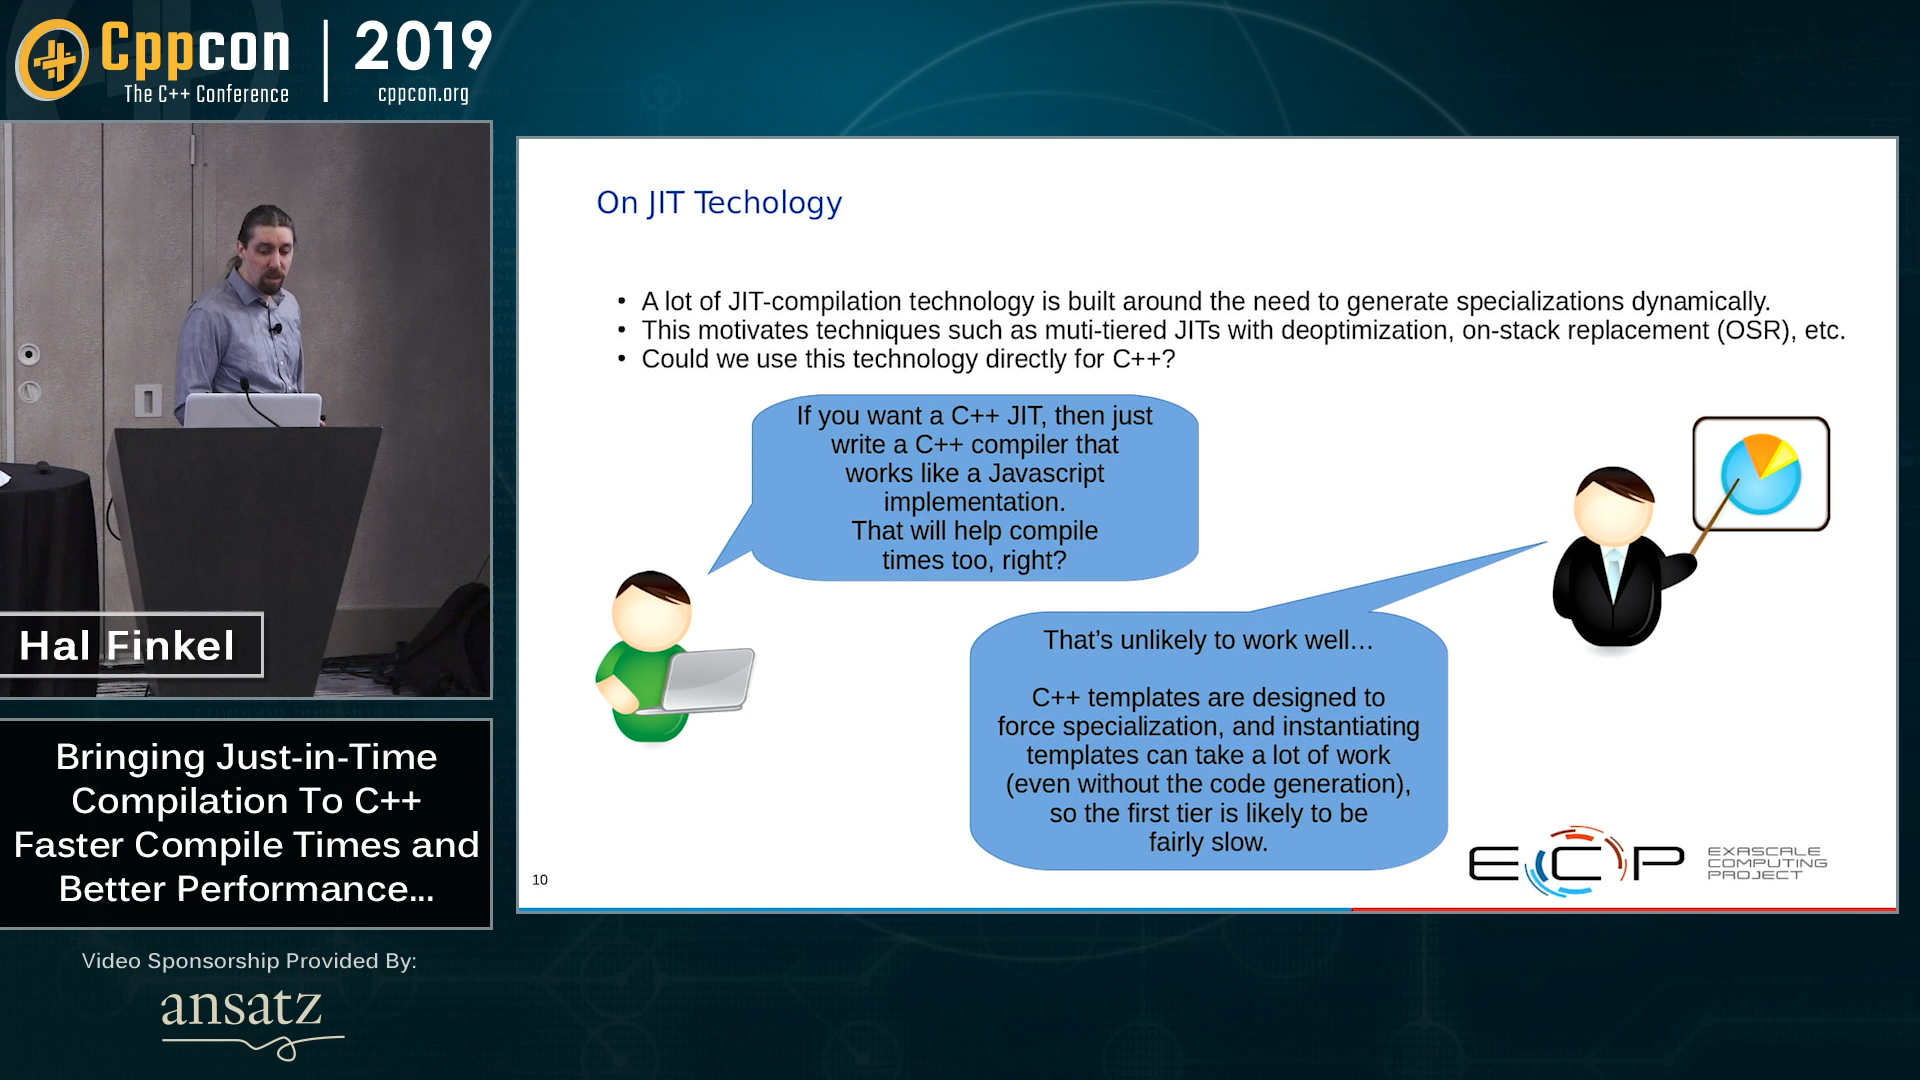 Cppcon
The C++ Conference
2019
cppcon.org
On JIT Techology
• A lot of JIT-compilation technology is built around the need to generate specializations dynamically.
• This motivates techniques such as muti-tiered JITs with deoptimization, on-stack replacement (OSR), etc.
• Could we use this technology directly for C++?
If you want a C++ JIT, then just
write a C++ compiler that
works like a Javascript
implementation.
That will help compile
times too, right?
That’s unlikely to work well…
C++ templates are designed to
force specialization, and instantiating
templates can take a lot of work
(even without the code generation),
so the first tier is likely to be
fairly slow.
ECP
EXASCALE
COMPUTING
PROJECT
10
Hal Finkel
Bringing Just-in-Time
Compilation To C++
Faster Compile Times and
Better Performance...
Video Sponsorship Provided By:
ansatz